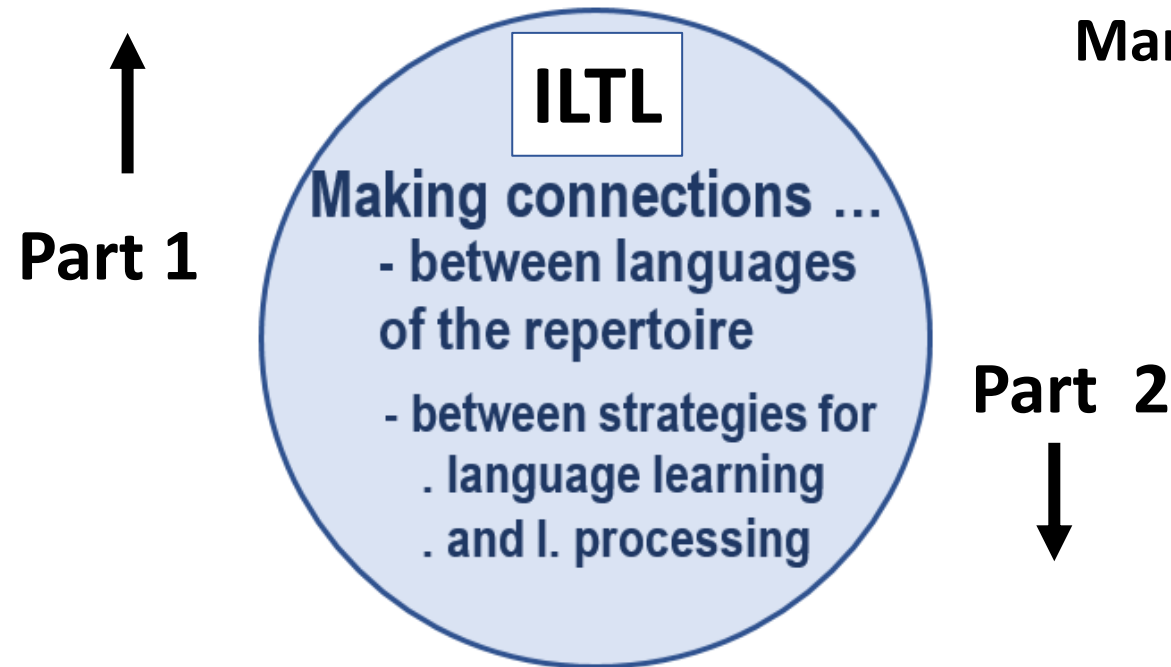 Mar
ILTL
Making connections ...
- between languages
of the repertoire
- between strategies for
. language learning
. and l. processing
Part 1
Part 2